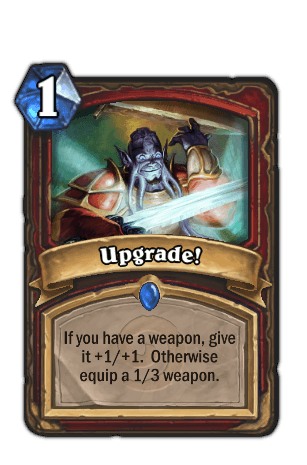 1
Upgrade!
If you have a weapon, give
it +1/+1. Otherwise
equip a 1/3 weapon.